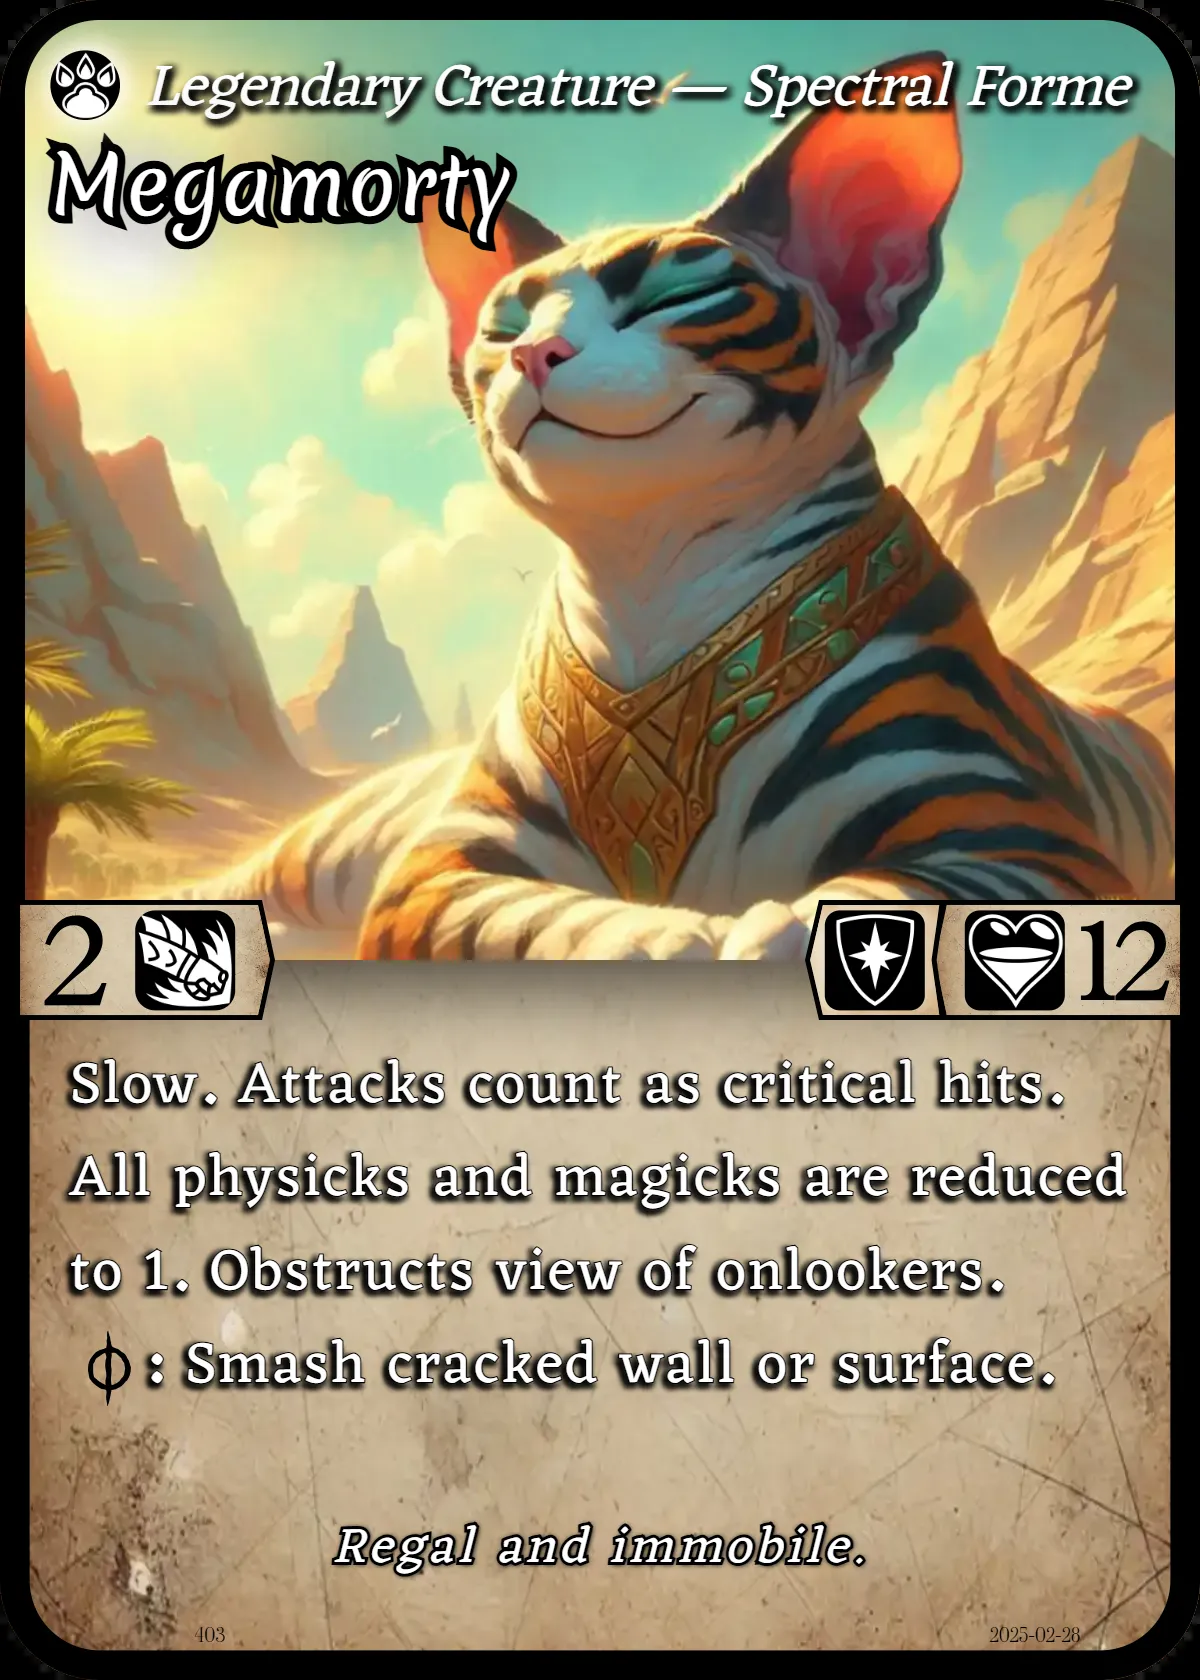 Legendary Creature — Spectral Forme
Megamorty
2
12
Slow. Attacks count as critical hits.
All physicks and magicks are reduced
to 1. Obstructs view of onlookers.
: Smash cracked wall or surface.
Regal and immobile.
403
2025-02-28